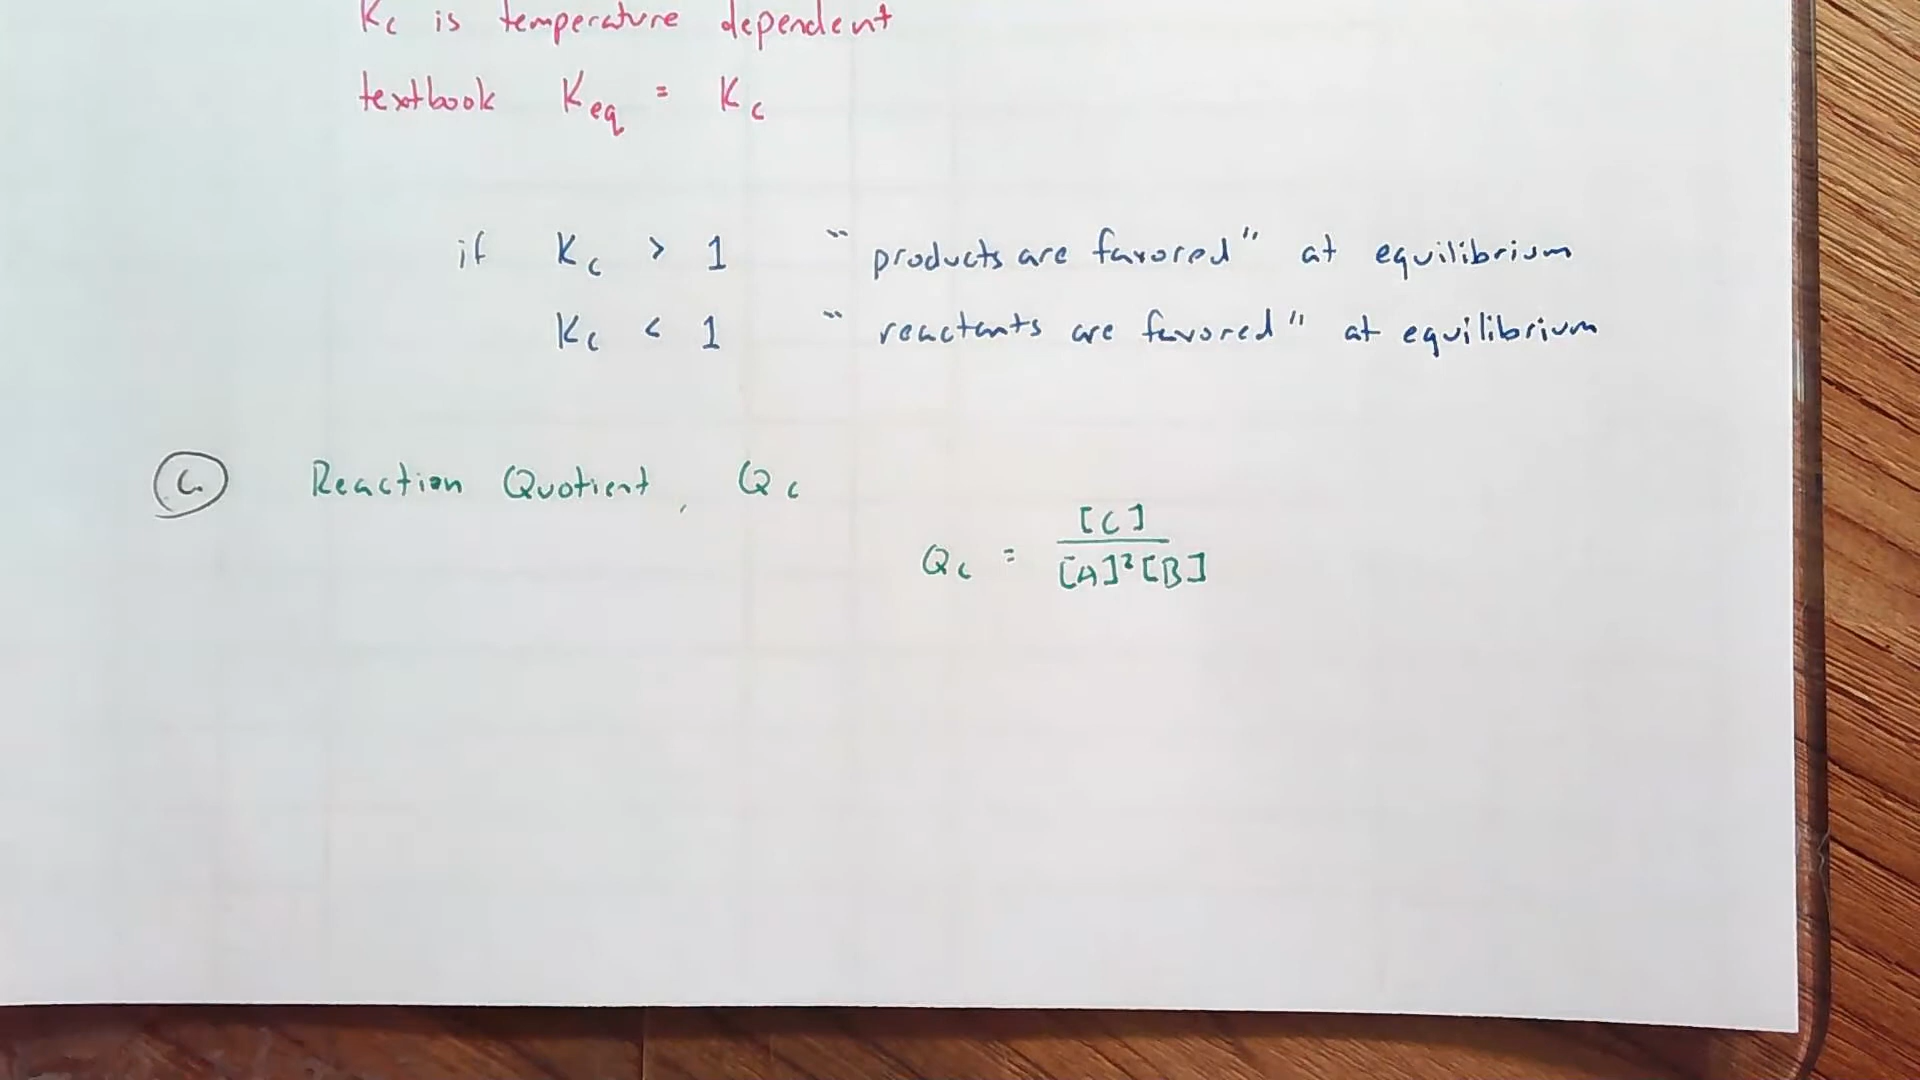 Kc is temperature dependent
textbook Keq = Kc
if Kc > 1 “products are favored” at equilibrium
Kc < 1 “reactants are favored” at equilibrium
C. Reaction Quotient, Qc
Qc = [C] / [A]²[B]